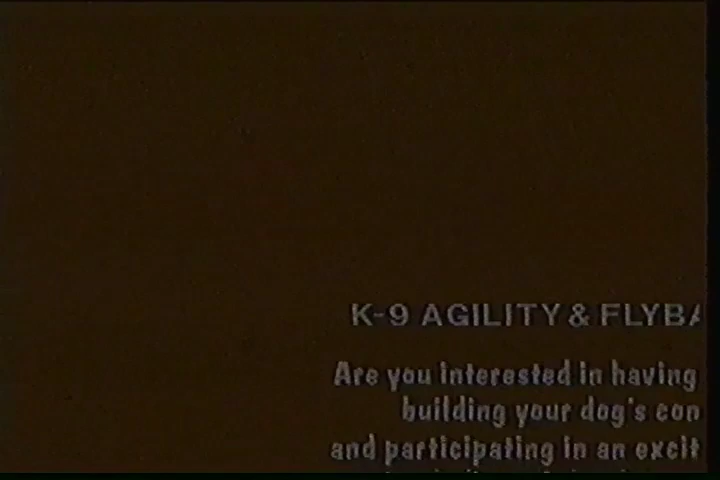 K-9 AGILITY & FLYBA
Are you interested in having
building your dog's con
and participating in an excit